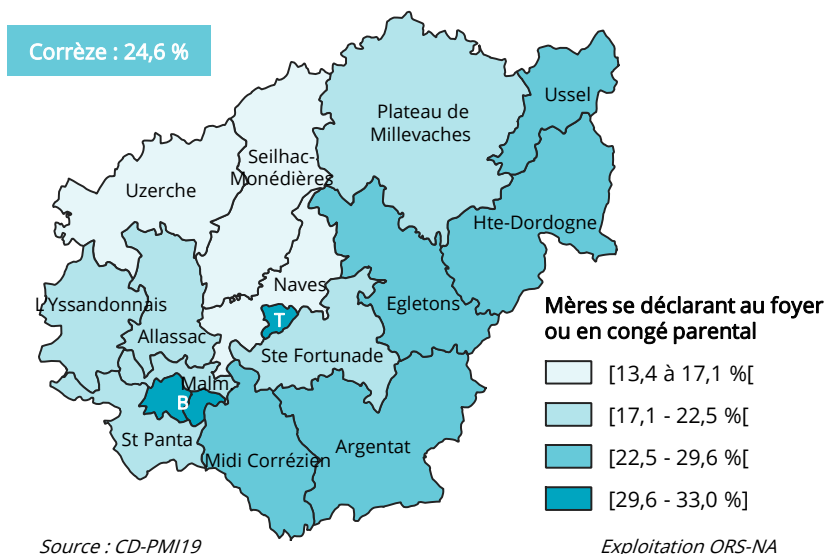 Corrèze : 24,6 %
Ussel
Plateau de
Millevaches
Seilhac-
Monédières
Uzerche
Hte-Dordogne
Naves
L'Yssandonnais
Egletons
T
Allassac
Ste Fortunade
Malm
B
St Panta
Argentat
Midi Corrézien
Mères se déclarant au foyer
ou en congé parental
[13,4 à 17,1 %[
[17,1 - 22,5 %[
[22,5 - 29,6 %[
[29,6 - 33,0 %]
Source : CD-PMI19
Exploitation ORS-NA